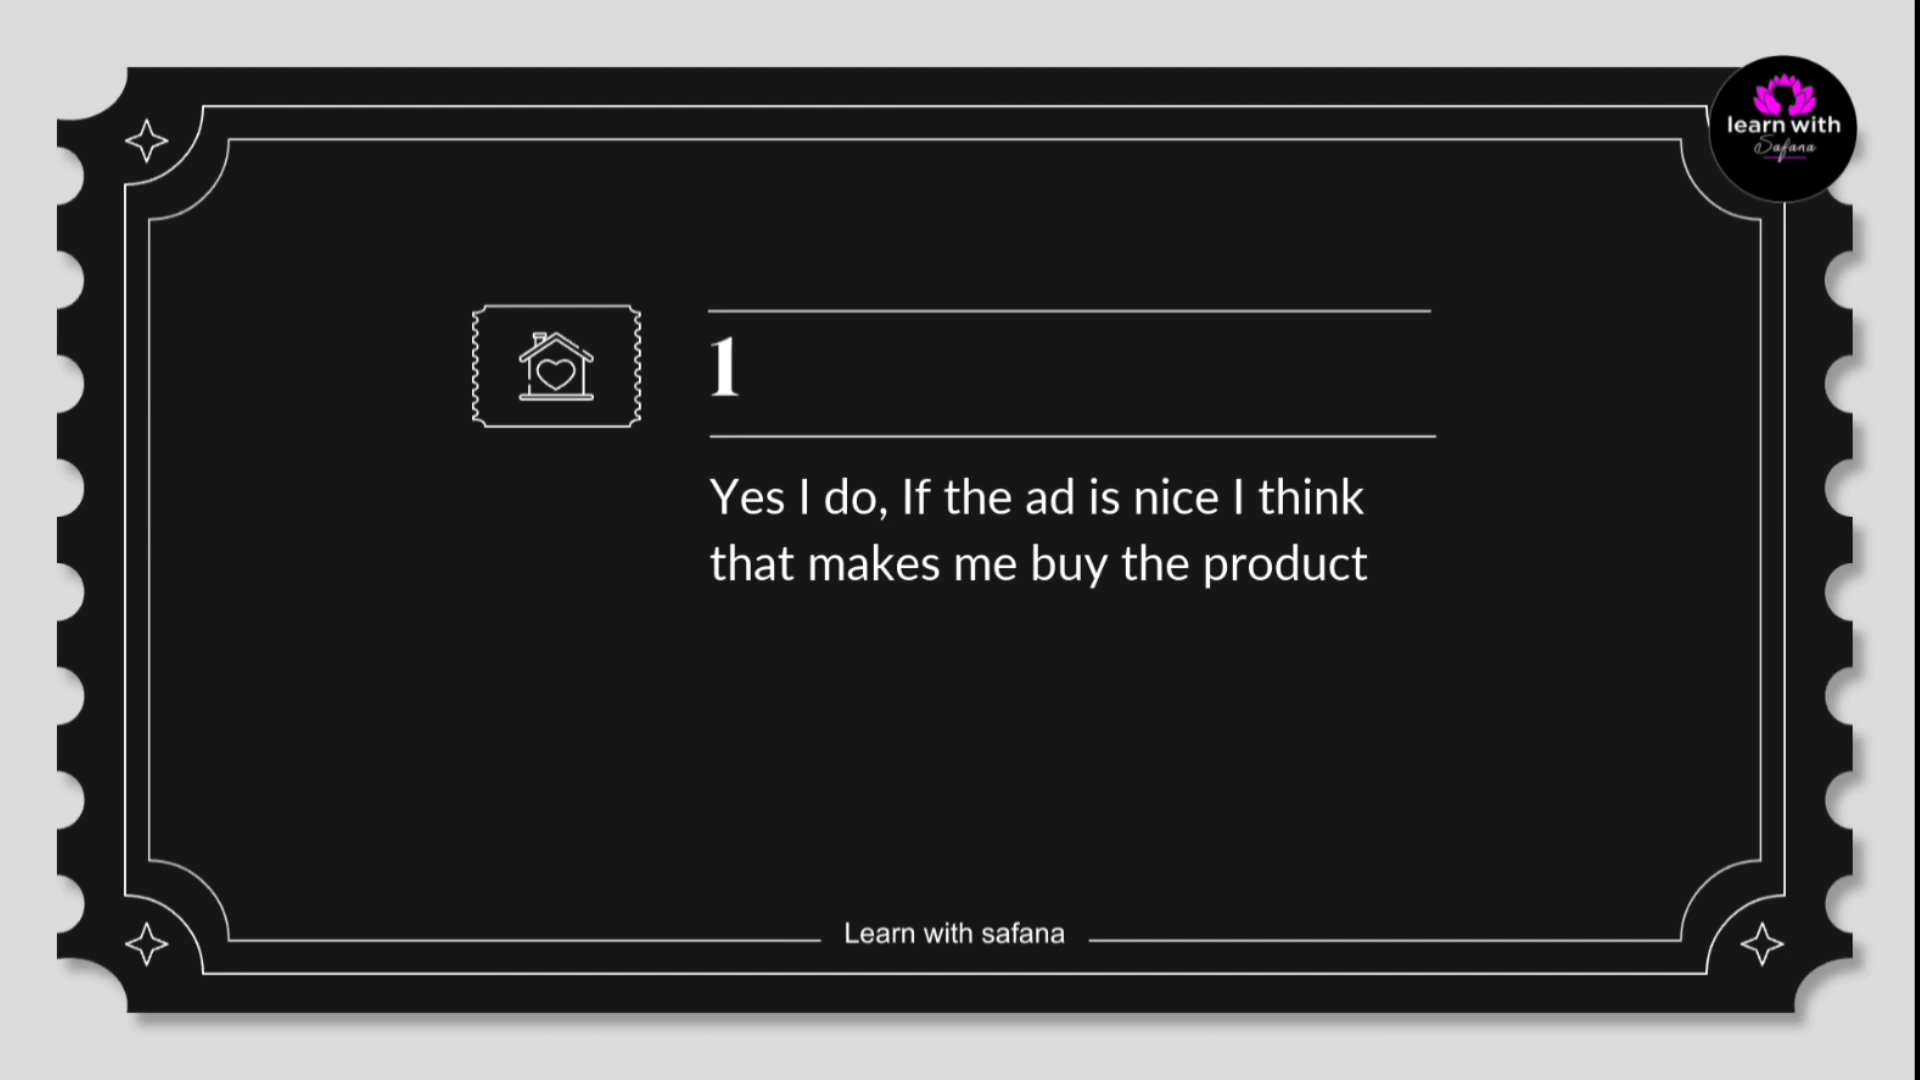 learn with
Safana
1
Yes I do, If the ad is nice I think
that makes me buy the product
Learn with safana